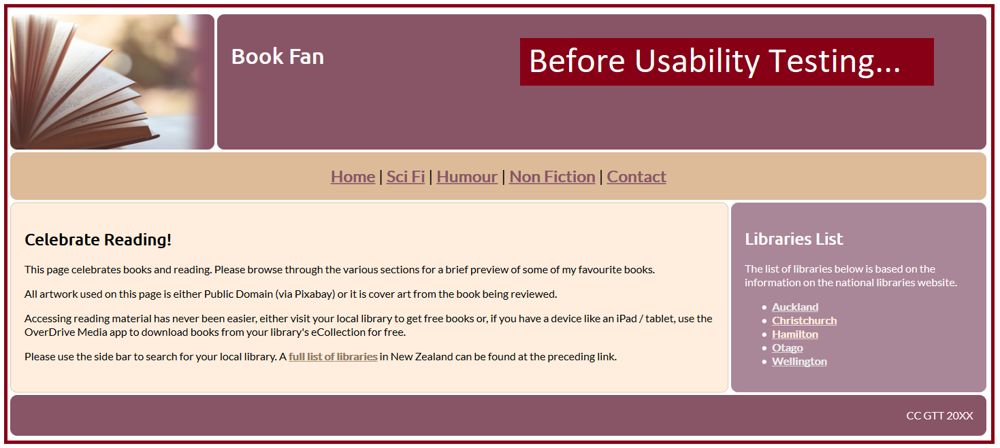 Book Fan
Before Usability Testing...
Home | Sci Fi | Humour | Non Fiction | Contact
Celebrate Reading!
This page celebrates books and reading. Please browse through the various sections for a brief preview of some of my favourite books.
All artwork used on this page is either Public Domain (via Pixabay) or it is cover art from the book being reviewed.
Accessing reading material has never been easier, either visit your local library to get free books or, if you have a device like an iPad / tablet, use the
OverDrive Media app to download books from your library's eCollection for free.
Please use the side bar to search for your local library. A full list of libraries in New Zealand can be found at the preceding link.
Libraries List
The list of libraries below is based on the
information on the national libraries website.
• Auckland
• Christchurch
• Hamilton
• Otago
• Wellington
CC GTT 20XX